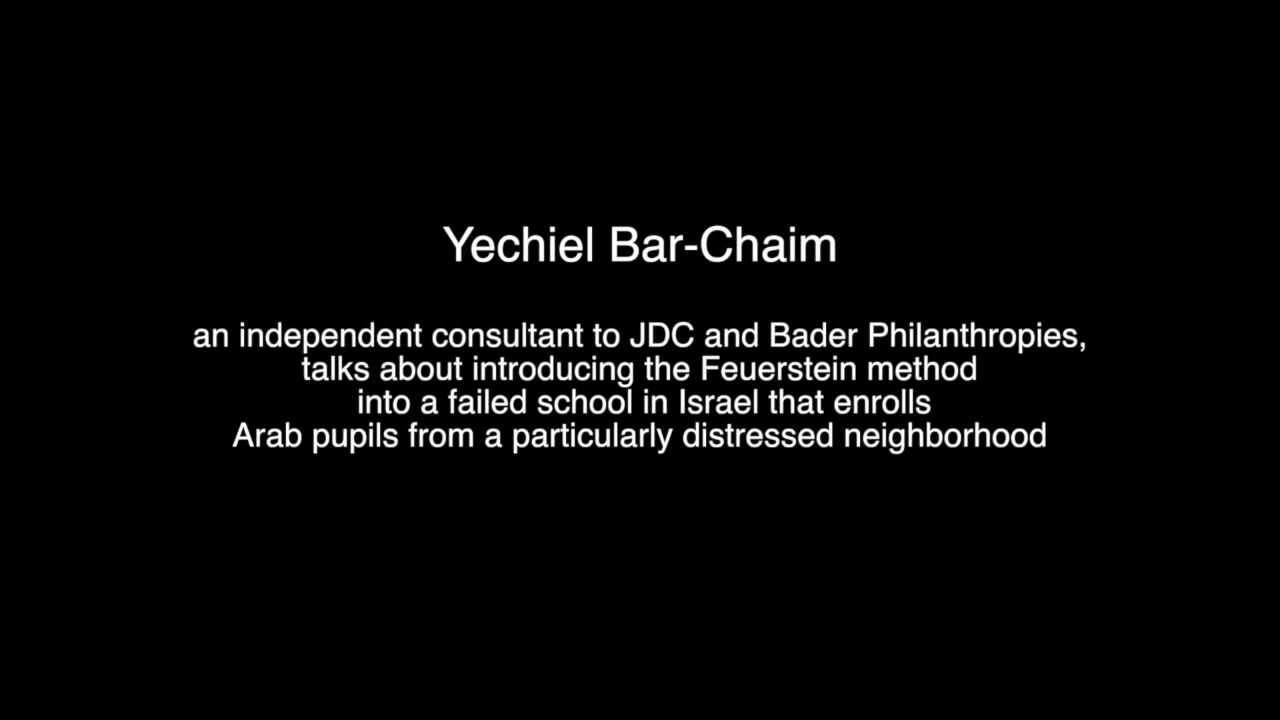 Yechiel Bar-Chaim
an independent consultant to JDC and Bader Philanthropies,
talks about introducing the Feuerstein method
into a failed school in Israel that enrolls
Arab pupils from a particularly distressed neighborhood